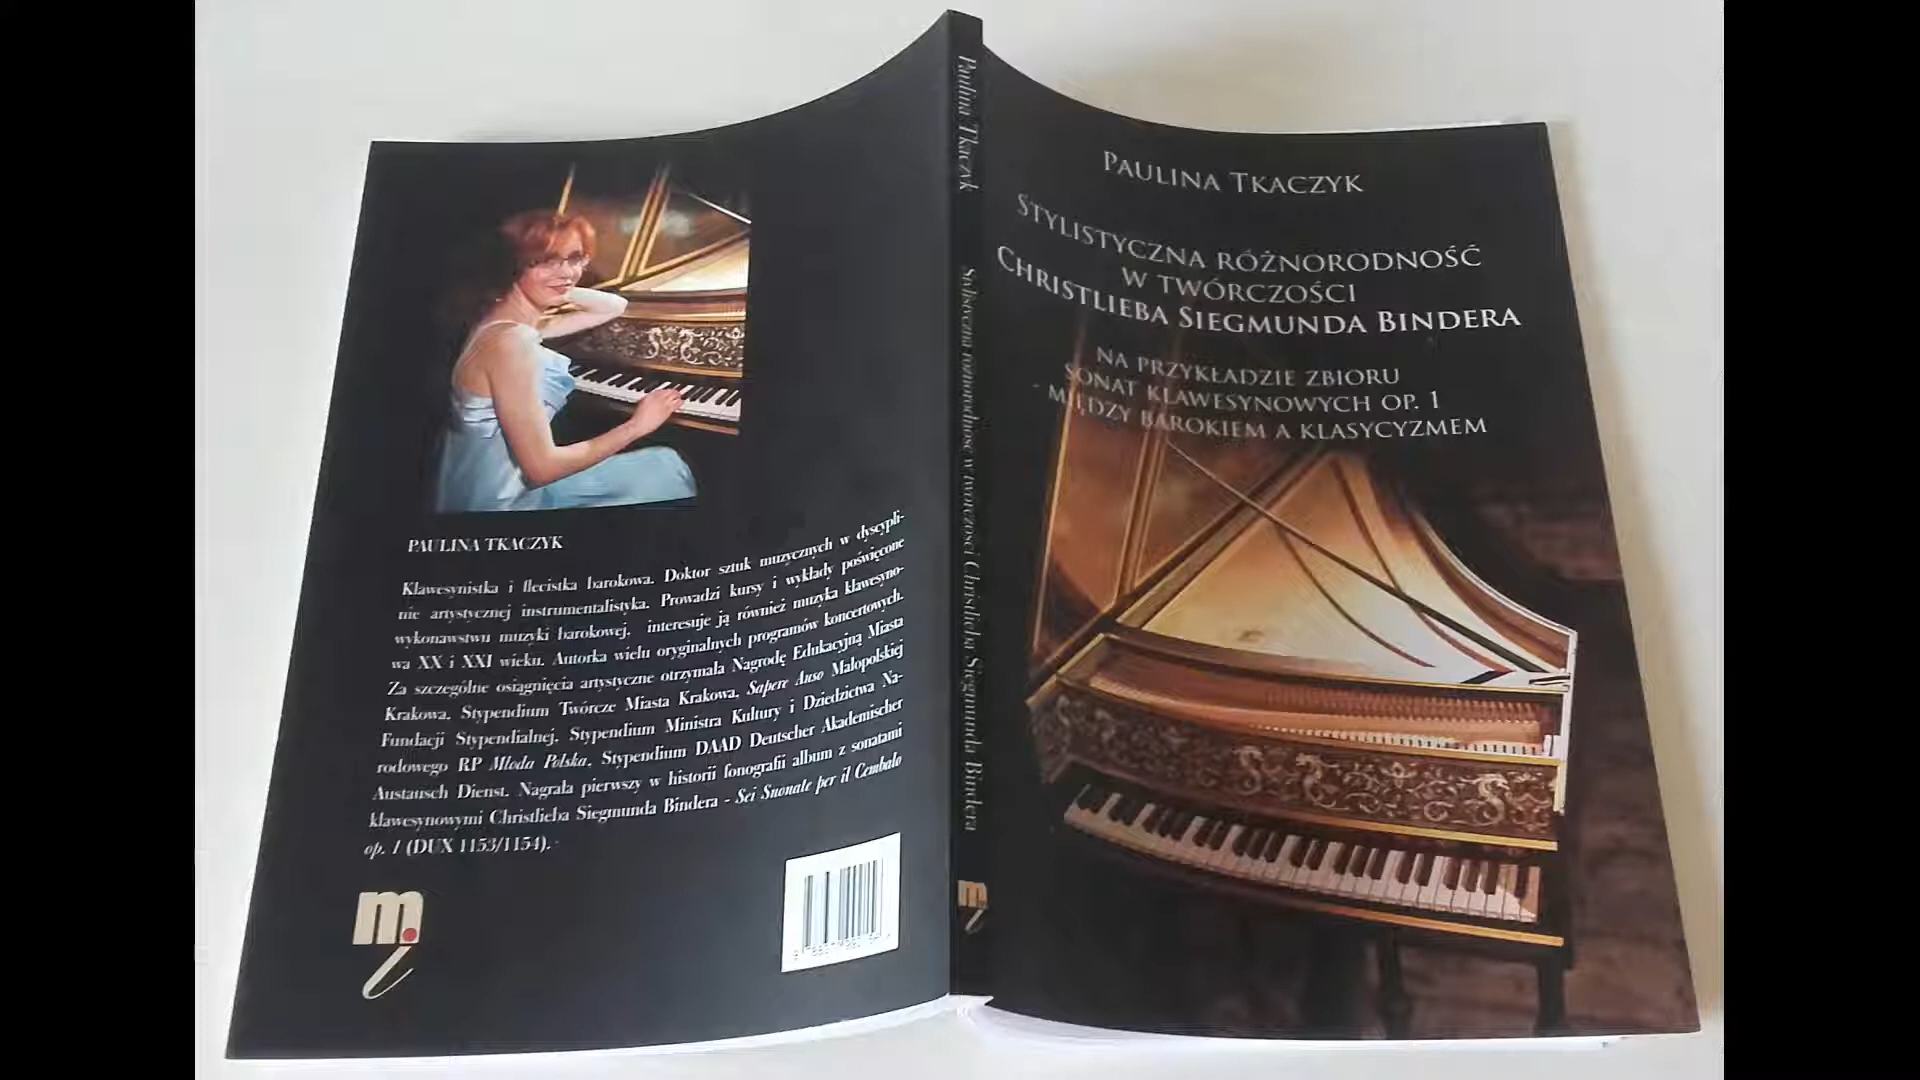 PAULINA TKACZYK
Klawesynistka i flecistka barokowa. Doktor sztuk muzycznych w dyscypli-
nie artystycznej instrumentalistyka. Prowadzi kursy i wykłady poświęcone
wykonawstwu muzyki barokowej, interesuje ją również muzyka klawesyno-
wa XX i XXI wieku. Autorka wielu oryginalnych programów koncertowych.
Za szczególne osiągnięcia artystyczne otrzymała Nagrodę Edukacyjną Miasta
Krakowa, Stypendium Twórcze Miasta Krakowa, Sapere Auso Małopolskiej
Fundacji Stypendialnej, Stypendium Ministra Kultury i Dziedzictwa Na-
rodowego RP Młoda Polska, Stypendium DAAD Deutscher Akademischer
Austausch Dienst. Nagrała pierwszy w historii fonografii album z sonatami
klawesynowymi Christlieba Siegmunda Bindera - Sei Suonate per il Cembalo
op. 1 (DUX 1153/1154).
mi
Paulina Tkaczyk Stylistyczna różnorodność w twórczości Christlieba Siegmunda Bindera
mi
PAULINA TKACZYK
STYLISTYCZNA RÓŻNORODNOŚĆ
W TWÓRCZOŚCI
CHRISTLIEBA SIEGMUNDA BINDERA
NA PRZYKŁADZIE ZBIORU
SONAT KLAWESYNOWYCH OP. 1
- MIĘDZY BAROKIEM A KLASYCYZMEM